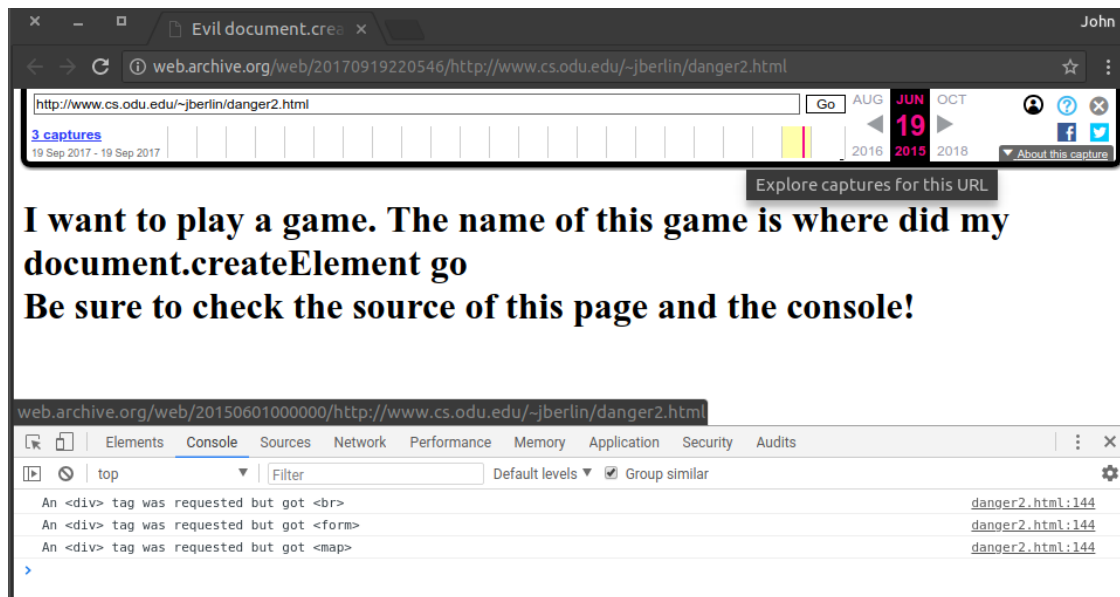 Evil document.crea
John
web.archive.org/web/20170919220546/http://www.cs.odu.edu/~jberlin/danger2.html
http://www.cs.odu.edu/~jberlin/danger2.html Go AUG JUN OCT
3 captures 19
19 Sep 2017 - 19 Sep 2017 2016 2015 2018 About this capture
Explore captures for this URL
I want to play a game. The name of this game is where did my
document.createElement go
Be sure to check the source of this page and the console!
web.archive.org/web/20150601000000/http://www.cs.odu.edu/~jberlin/danger2.html
Elements Console Sources Network Performance Memory Application Security Audits
top Filter Default levels Group similar
An <div> tag was requested but got <br> danger2.html:144
An <div> tag was requested but got <form> danger2.html:144
An <div> tag was requested but got <map> danger2.html:144